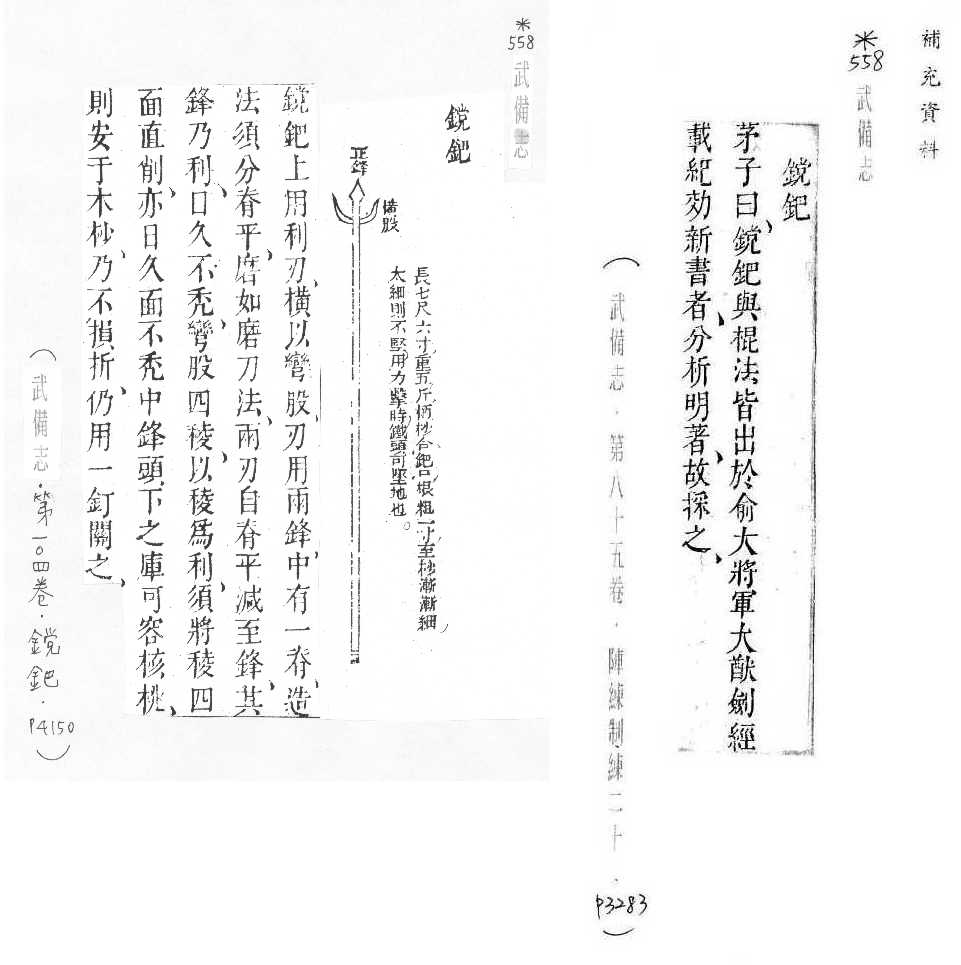 補充資料
※
558
武備志
鎲鈀
茅子曰、鎲鈀與棍法、皆出於俞大將軍大猷劍經
載紀効新書者、分析明著、故採之、
（武備志．第八十五卷．陣練制練二十．
P3283）
※
558
武備志
鎲鈀
正鋒
橫股
長七尺六寸重五斤柄杪合鈀口根粗一寸至杪漸漸細
太細則不堅用力擊時鐵頭可墜地也。
鎲鈀上用利刃、橫以彎股、刃用兩鋒、中有一脊、造
法須分脊平、磨如磨刀法、兩刃自脊平減至鋒、其
鋒乃利、日久不禿、彎股四稜、以稜爲利、須將稜四
面直削、亦日久面不禿、中鋒頭下之庫可容核桃、
則安于木杪、乃不損折、仍用一釘關之、
（武備志．第一〇四卷．鎲鈀．
P4150）